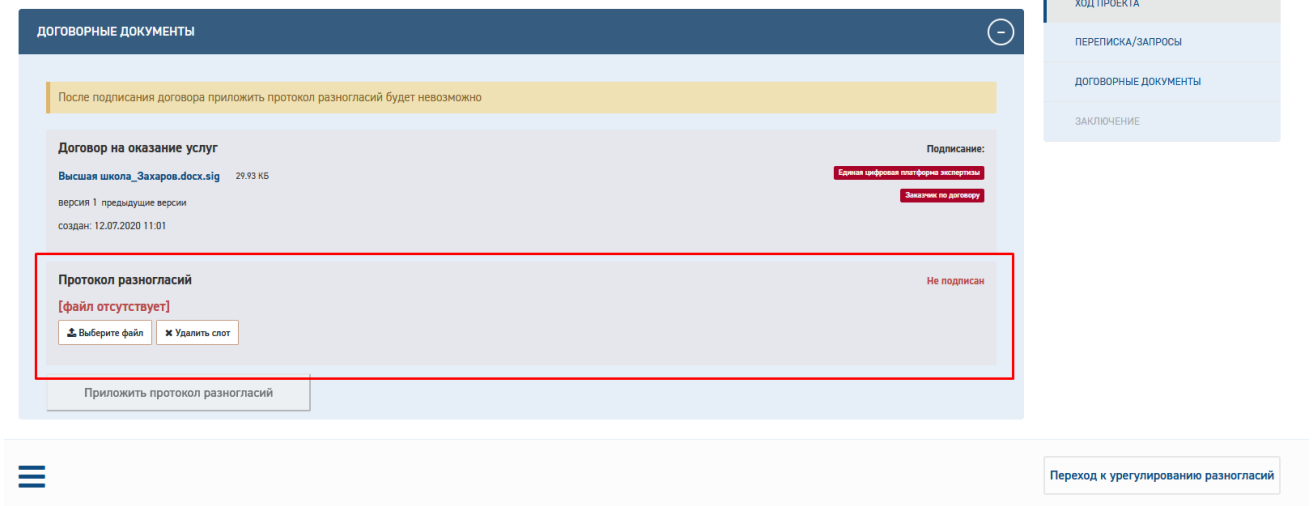 ХОД ПРОЕКТА
ДОГОВОРНЫЕ ДОКУМЕНТЫ
ПЕРЕПИСКА/ЗАПРОСЫ
ДОГОВОРНЫЕ ДОКУМЕНТЫ
ЗАКЛЮЧЕНИЕ
После подписания договора приложить протокол разногласий будет невозможно
Договор на оказание услуг
Подписание:
Высшая школа_Захаров.docx.sig 29.93 КБ
Единая цифровая платформа экспертизы
Заказчик по договору
версия 1 предыдущие версии
создан: 12.07.2020 11:01
Протокол разногласий
Не подписан
[файл отсутствует]
Выберите файл
Удалить слот
Приложить протокол разногласий
Переход к урегулированию разногласий